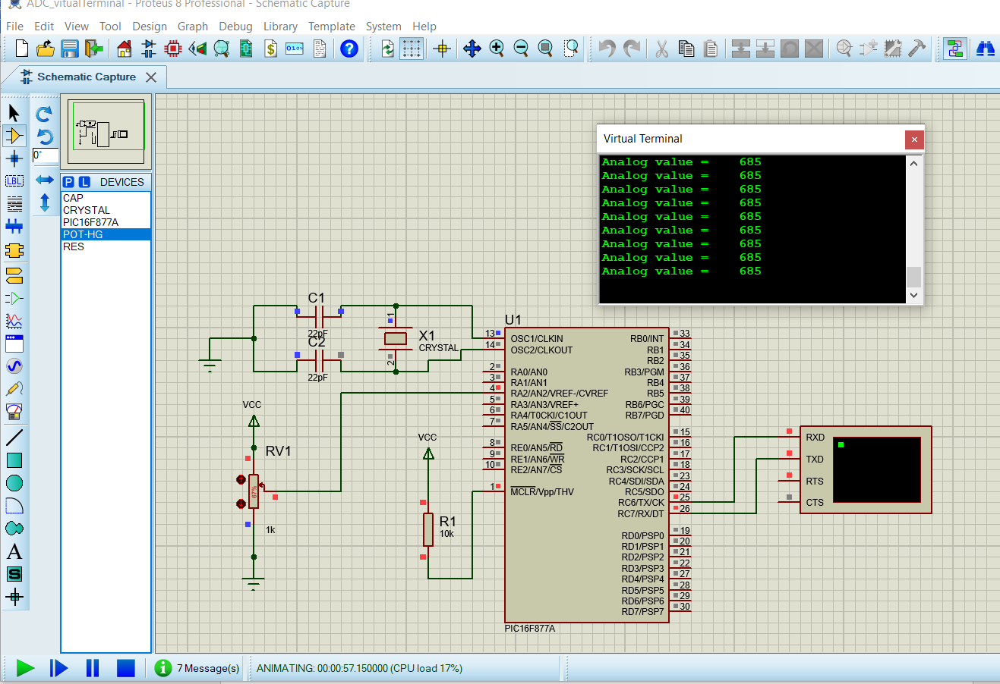 ADC_vitualTerminal - Proteus 8 Professional - Schematic Capture
File Edit View Tool Design Graph Debug Library Template System Help
Schematic Capture
0°
LBL
P L DEVICES
CAP
CRYSTAL
PIC16F877A
POT-HG
RES
A
S
Virtual Terminal
Analog value = 685
Analog value = 685
Analog value = 685
Analog value = 685
Analog value = 685
Analog value = 685
Analog value = 685
Analog value = 685
Analog value = 685
C1
22pF
C2
22pF
1
X1
CRYSTAL
2
VCC
RV1
67%
1k
VCC
R1
10k
U1
13 OSC1/CLKIN
14 OSC2/CLKOUT
2 RA0/AN0
3 RA1/AN1
4 RA2/AN2/VREF-/CVREF
5 RA3/AN3/VREF+
6 RA4/T0CKI/C1OUT
7 RA5/AN4/SS/C2OUT
8 RE0/AN5/RD
9 RE1/AN6/WR
10 RE2/AN7/CS
1 MCLR/Vpp/THV
RB0/INT 33
RB1 34
RB2 35
RB3/PGM 36
RB4 37
RB5 38
RB6/PGC 39
RB7/PGD 40
RC0/T1OSO/T1CKI 15
RC1/T1OSI/CCP2 16
RC2/CCP1 17
RC3/SCK/SCL 18
RC4/SDI/SDA 23
RC5/SDO 24
RC6/TX/CK 25
RC7/RX/DT 26
RD0/PSP0 19
RD1/PSP1 20
RD2/PSP2 21
RD3/PSP3 22
RD4/PSP4 27
RD5/PSP5 28
RD6/PSP6 29
RD7/PSP7 30
PIC16F877A
RXD
TXD
RTS
CTS
7 Message(s)
ANIMATING: 00:00:57.150000 (CPU load 17%)